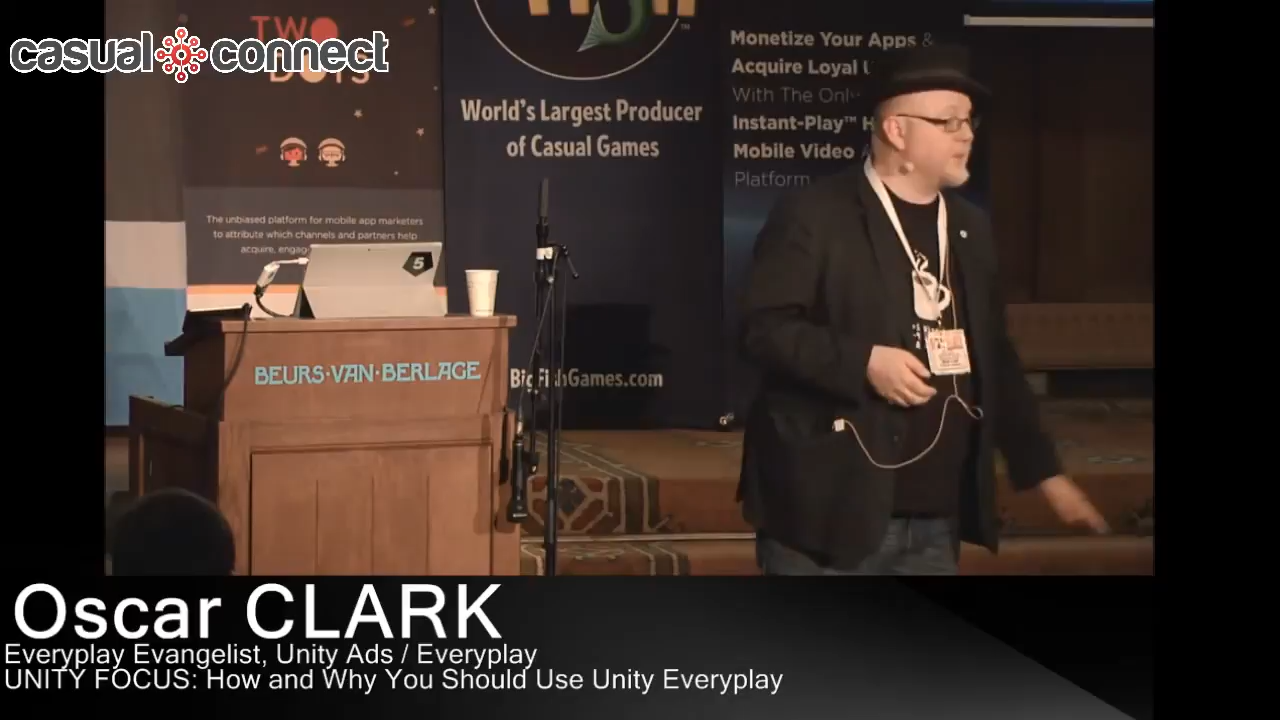 casual connect
TWO
DOTS
World's Largest Producer
of Casual Games
Monetize Your Apps &
Acquire Loyal
With The Only
Instant-Play™
Mobile Video
Platform
The unbiased platform for mobile app marketers
to attribute which channels and partners help
acquire,
5
BEURS·VAN·BERLAGE
BigFishGames.com
Oscar CLARK
Everyplay Evangelist, Unity Ads / Everyplay
UNITY FOCUS: How and Why You Should Use Unity Everyplay